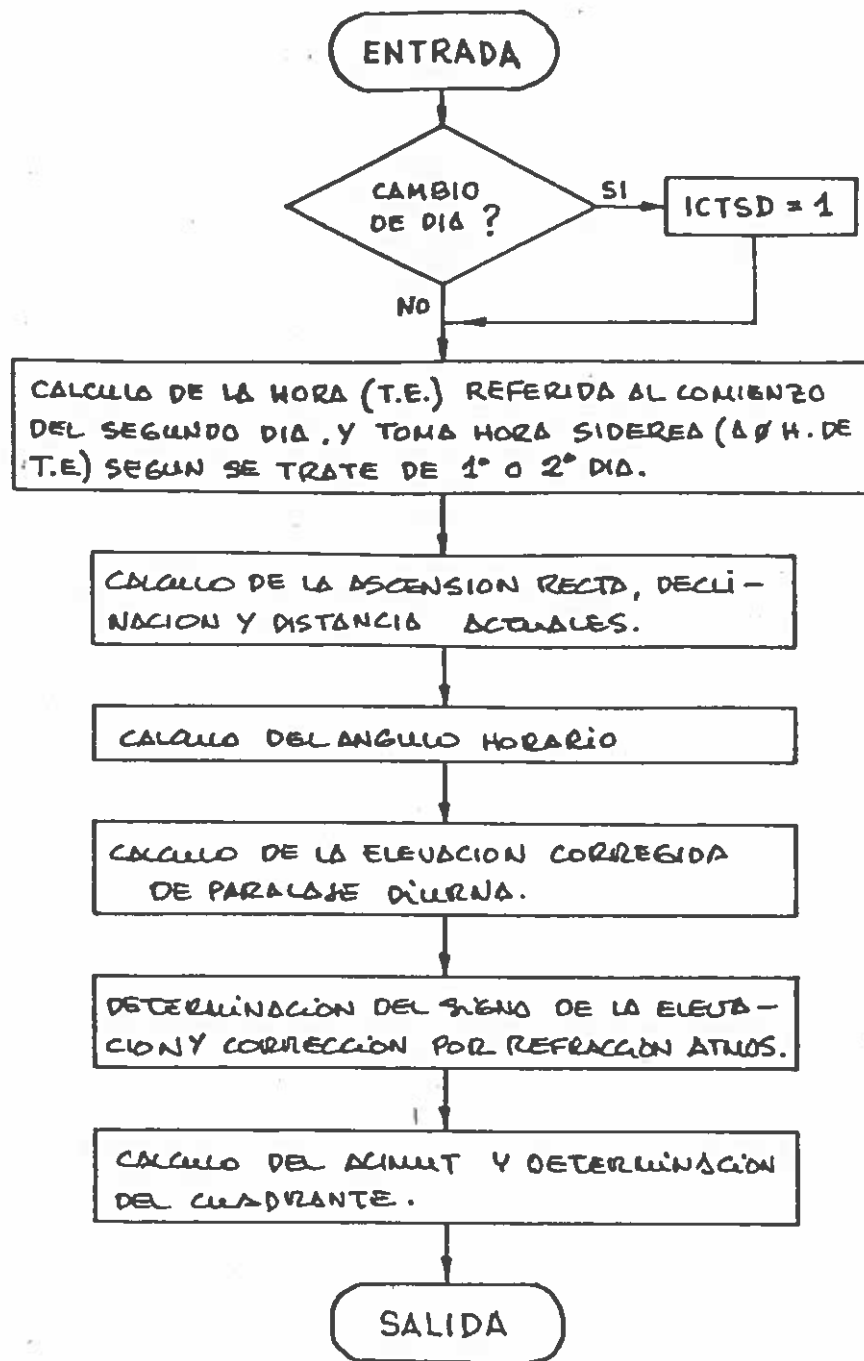 ENTRADA
CAMBIO
DE DIA ?
SI
ICTSD = 1
NO
CALCULO DE LA HORA (T.E.) REFERIDA AL COMIENZO
DEL SEGUNDO DIA. Y TOMA HORA SIDEREA (A Ø H. DE
T.E) SEGUN SE TRATE DE 1º O 2º DIA.
CALCULO DE LA ASCENSION RECTA, DECLI-
NACION Y DISTANCIA ACTUALES.
CALCULO DEL ANGULO HORARIO
CALCULO DE LA ELEVACION CORREGIDA
DE PARALAJE DIURNA.
DETERMINACION DEL SIGNO DE LA ELEVA-
CION Y CORRECCION POR REFRACCION ATMOS.
CALCULO DEL ACIMUT Y DETERMINACION
DEL CUADRANTE.
SALIDA